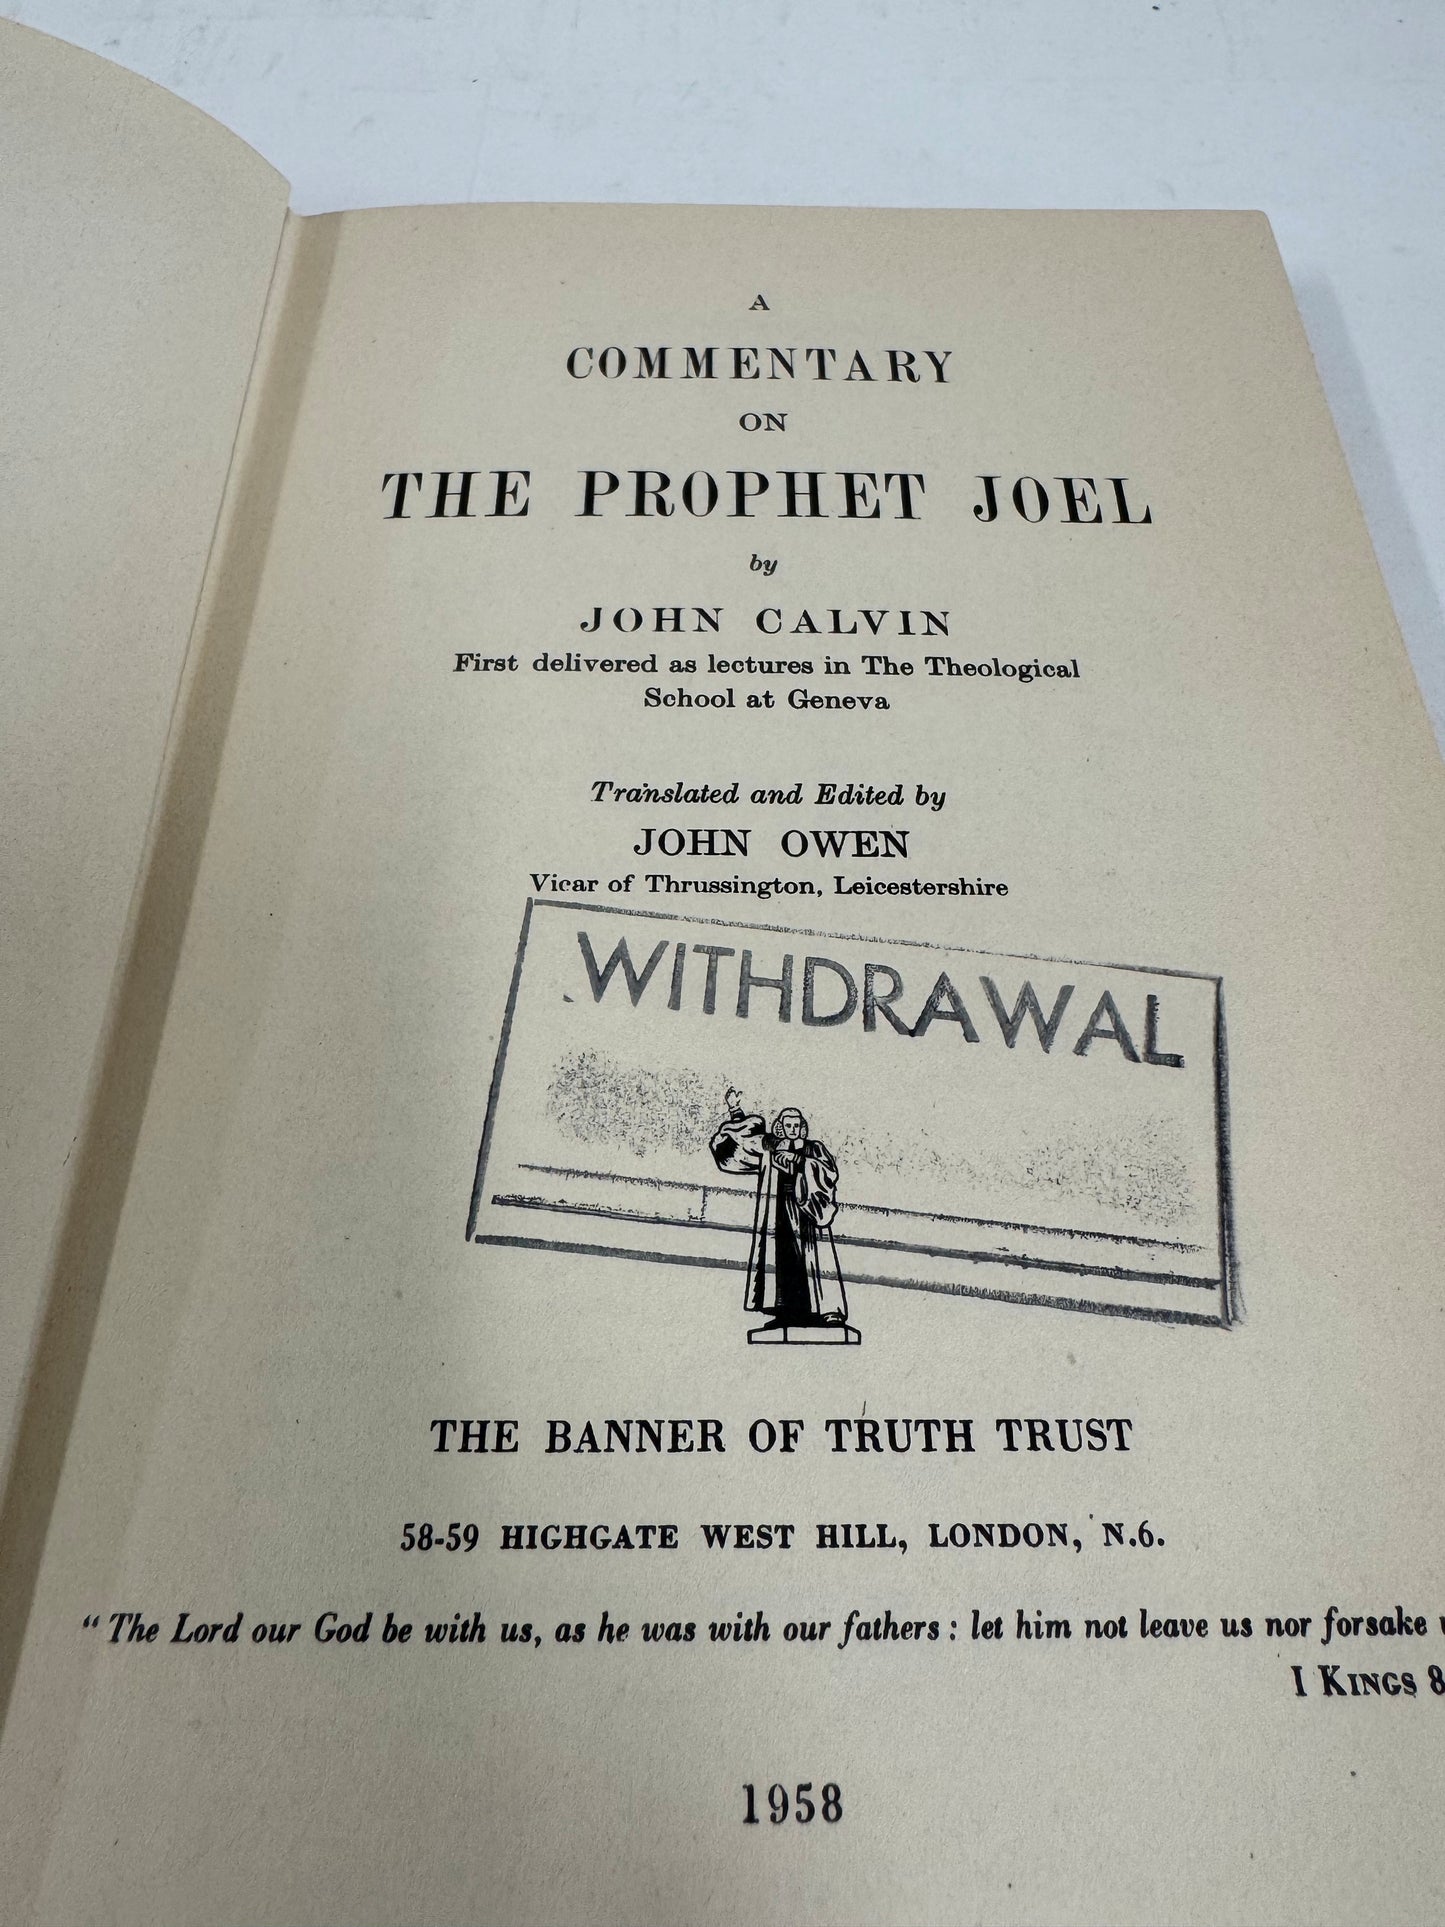 A
COMMENTARY
ON
THE PROPHET JOEL
by
JOHN CALVIN
First delivered as lectures in The Theological
School at Geneva
Translated and Edited by
JOHN OWEN
Vicar of Thrussington, Leicestershire
WITHDRAWAL
THE BANNER OF TRUTH TRUST
58-59 HIGHGATE WEST HILL, LONDON, N.6.
" The Lord our God be with us, as he was with our fathers : let him not leave us nor forsake
I KINGS 8
1958